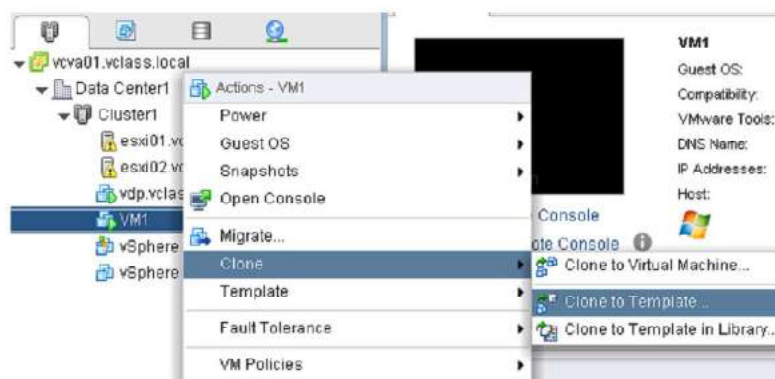 vcva01.vclass.local
Data Center1
Cluster1
esxi01.vc
esxi02.vc
vdp.vclas
VM1
vSphere
vSphere
Actions - VM1
Power
Guest OS
Snapshots
Open Console
Migrate...
Clone
Template
Fault Tolerance
VM Policies
VM1
Guest OS:
Compatibility:
VMware Tools:
DNS Name:
IP Addresses:
Host:
Console
ote Console
Clone to Virtual Machine...
Clone to Template...
Clone to Template in Library..